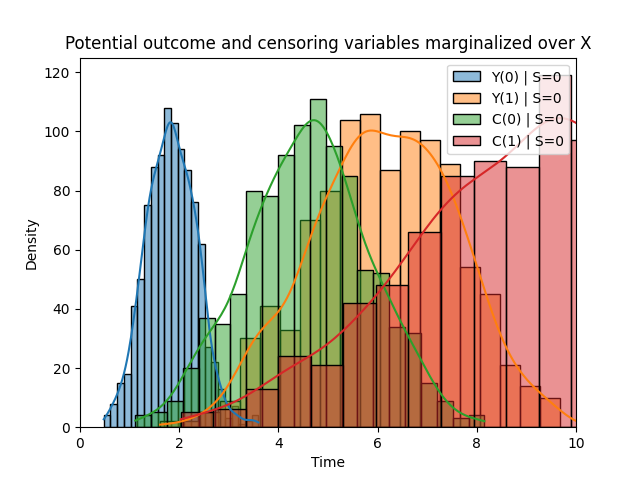 Potential outcome and censoring variables marginalized over X
Density
120
100
80
60
40
20
0
0 2 4 6 8 10
Time
Y(0) | S=0
Y(1) | S=0
C(0) | S=0
C(1) | S=0